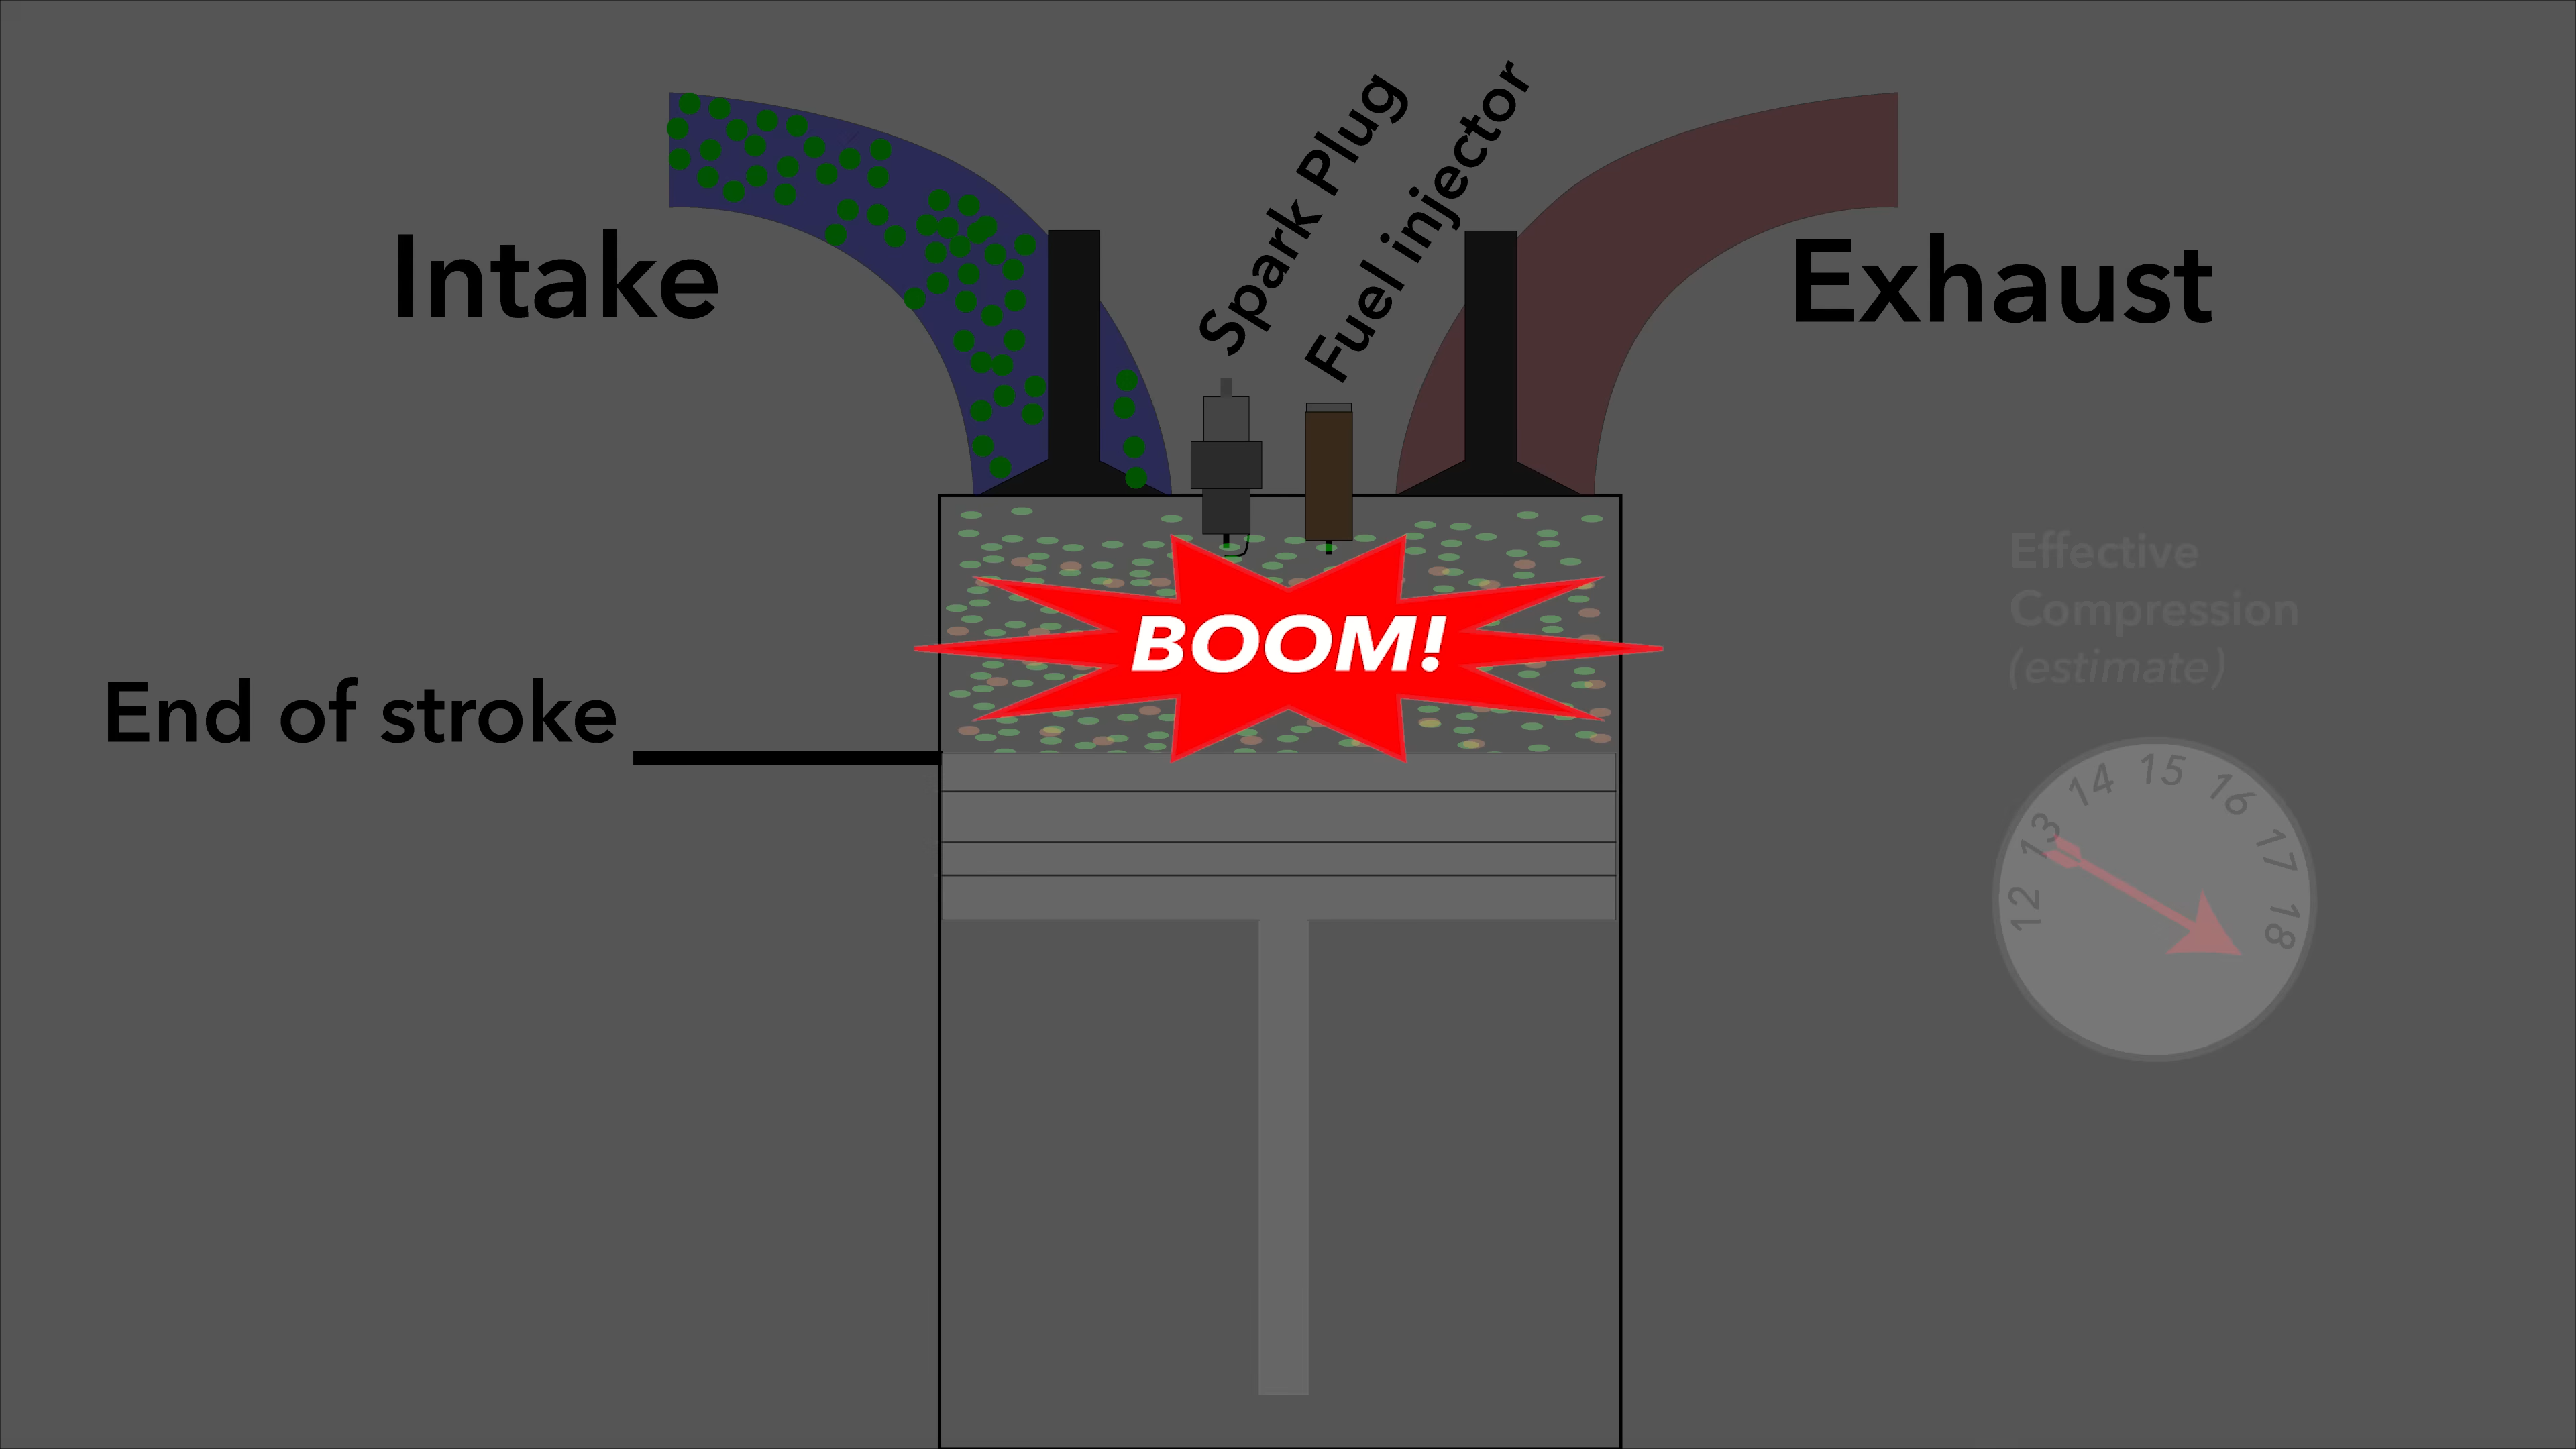 Spark Plug
Fuel injector
Intake
Exhaust
Effective
Compression
(estimate)
BOOM!
End of stroke
12 13 14 15 16 17 18